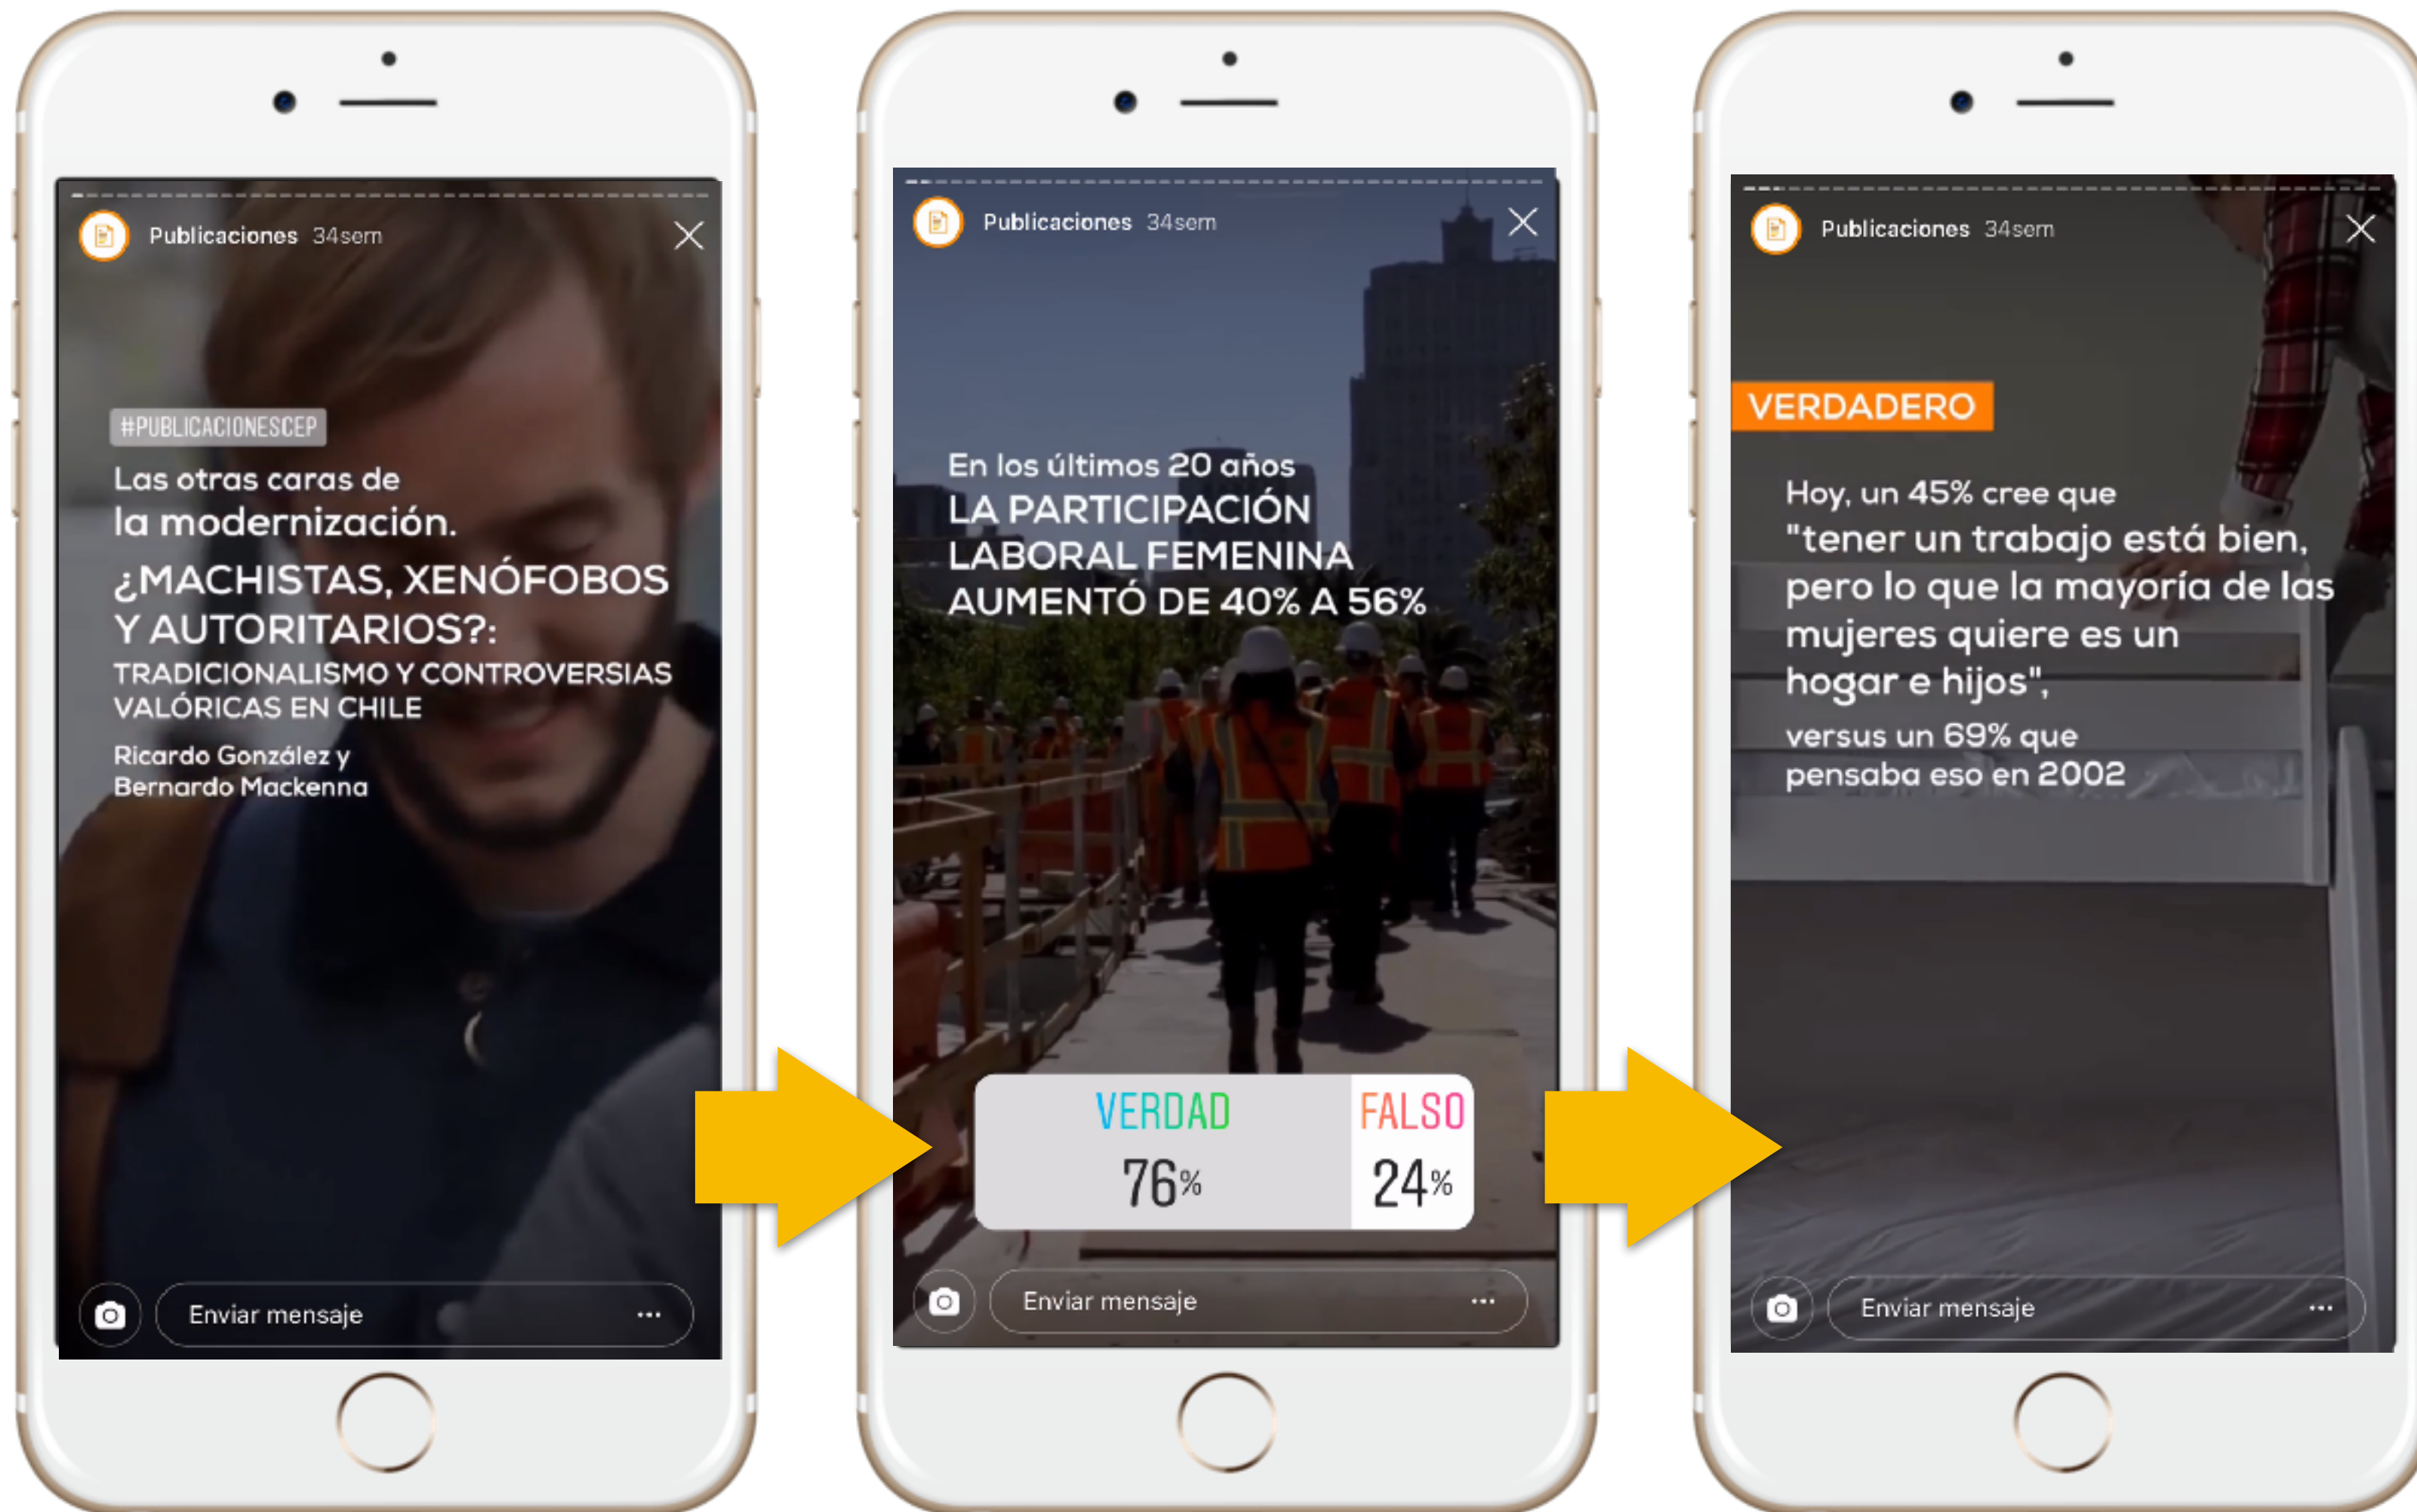 Publicaciones 34sem
#PUBLICACIONESCEP
Las otras caras de
la modernización.
¿MACHISTAS, XENÓFOBOS
Y AUTORITARIOS?:
TRADICIONALISMO Y CONTROVERSIAS
VALÓRICAS EN CHILE
Ricardo González y
Bernardo Mackenna
Enviar mensaje
Publicaciones 34sem
En los últimos 20 años
LA PARTICIPACIÓN
LABORAL FEMENINA
AUMENTÓ DE 40% A 56%
VERDAD FALSO
76% 24%
Enviar mensaje
Publicaciones 34sem
VERDADERO
Hoy, un 45% cree que
"tener un trabajo está bien,
pero lo que la mayoría de las
mujeres quiere es un
hogar e hijos",
versus un 69% que
pensaba eso en 2002
Enviar mensaje